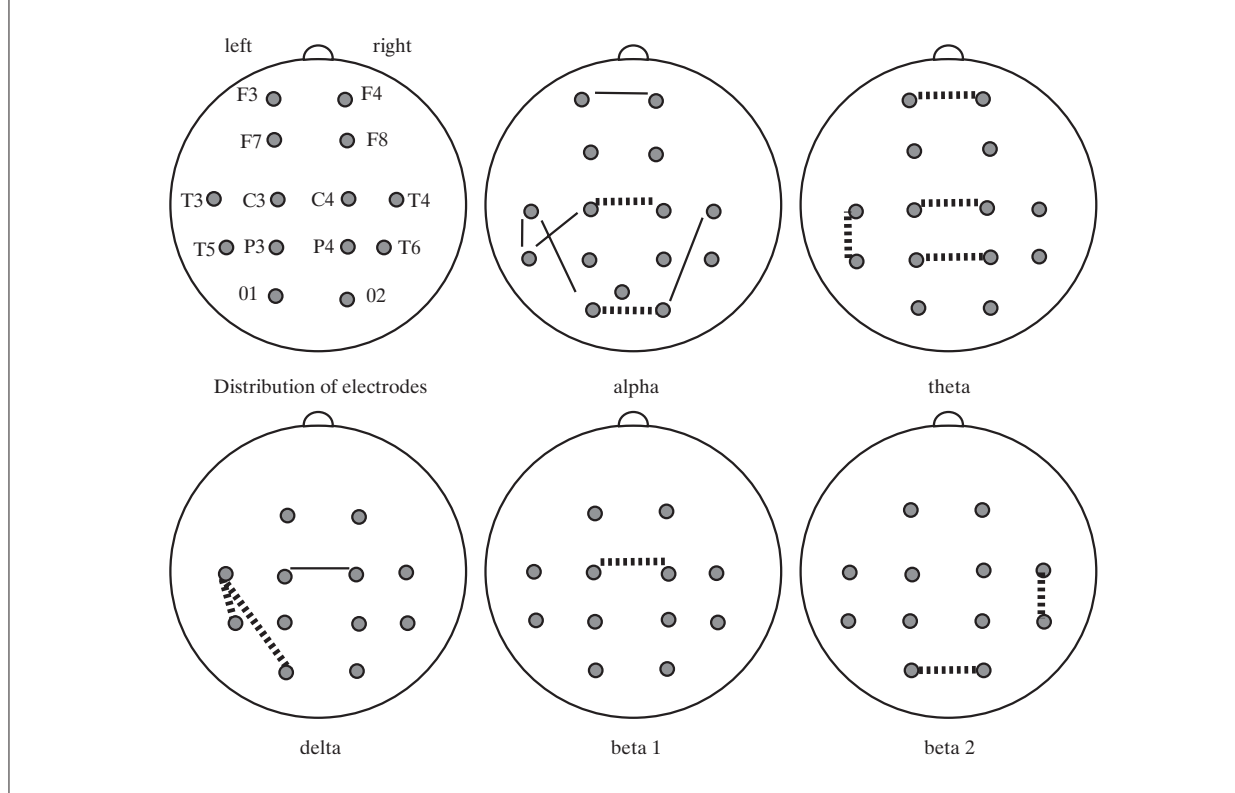 left right
F3 F4
F7 F8
T3 C3 C4 T4
T5 P3 P4 T6
01 02
Distribution of electrodes alpha theta
delta beta 1 beta 2